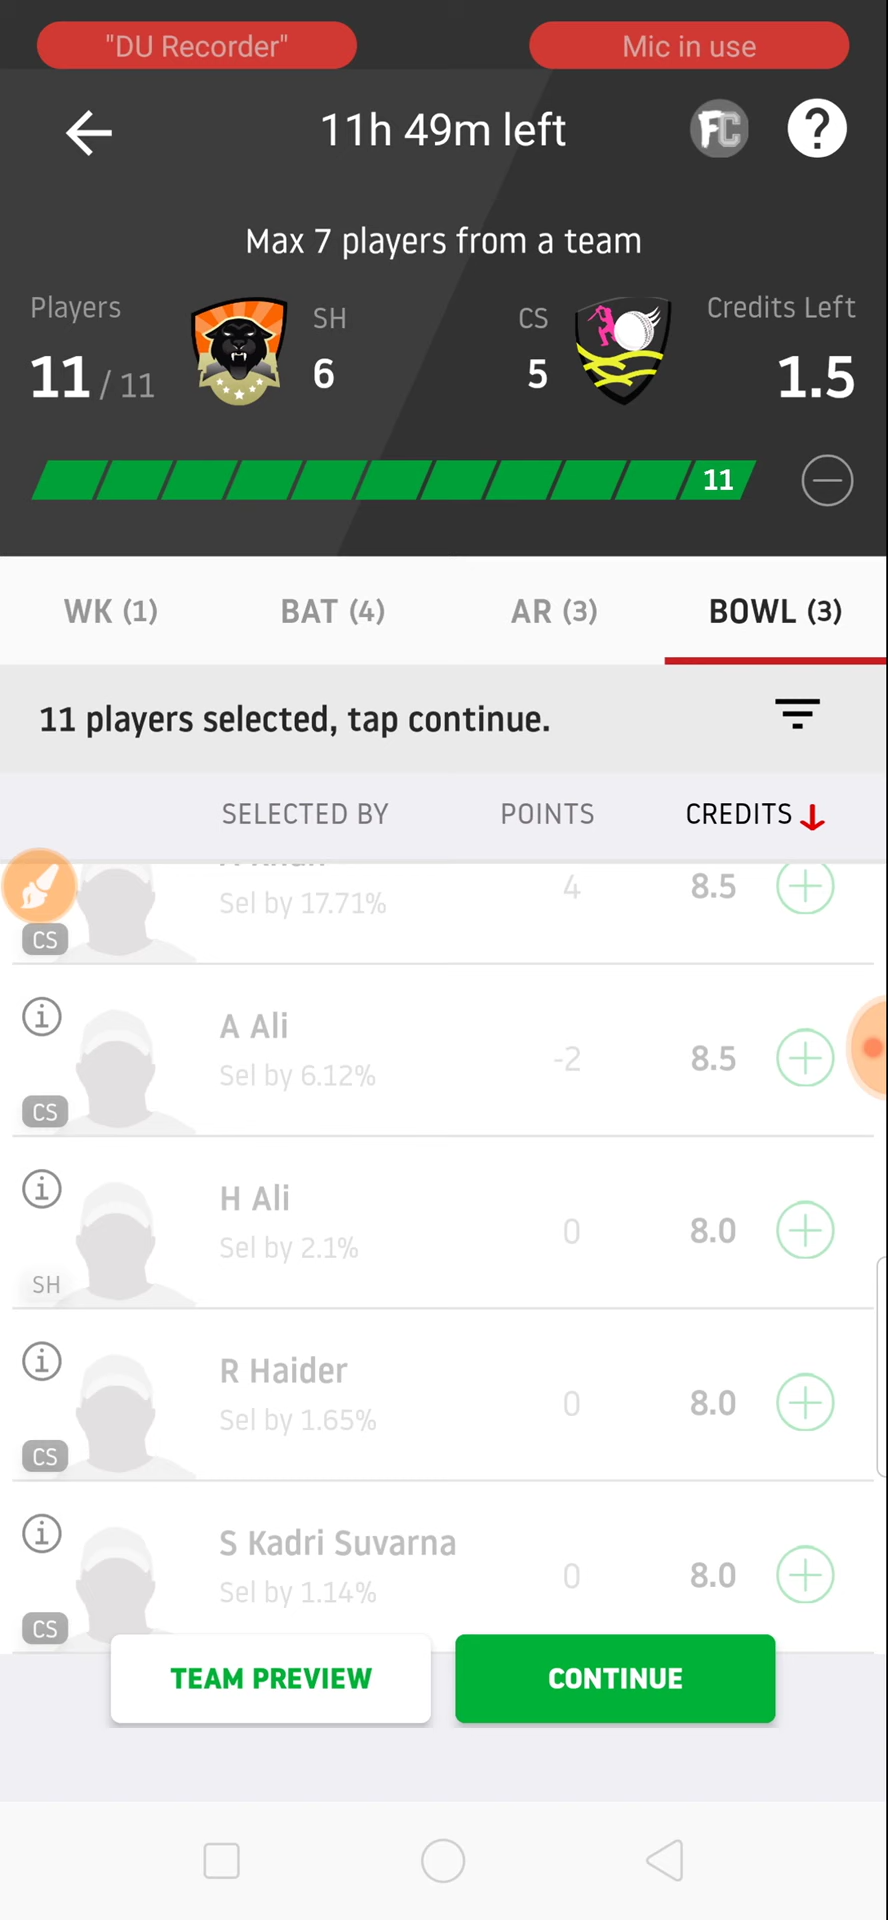 "DU Recorder" Mic in use
11h 49m left FC ?
Max 7 players from a team
Players SH CS Credits Left
11 / 11 6 5 1.5
11
WK (1) BAT (4) AR (3) BOWL (3)
11 players selected, tap continue.
SELECTED BY POINTS CREDITS
Sel by 17.71% 4 8.5
CS
A Ali
Sel by 6.12% -2 8.5
CS
H Ali
Sel by 2.1% 0 8.0
SH
R Haider
Sel by 1.65% 0 8.0
CS
S Kadri Suvarna
Sel by 1.14% 0 8.0
CS
TEAM PREVIEW CONTINUE